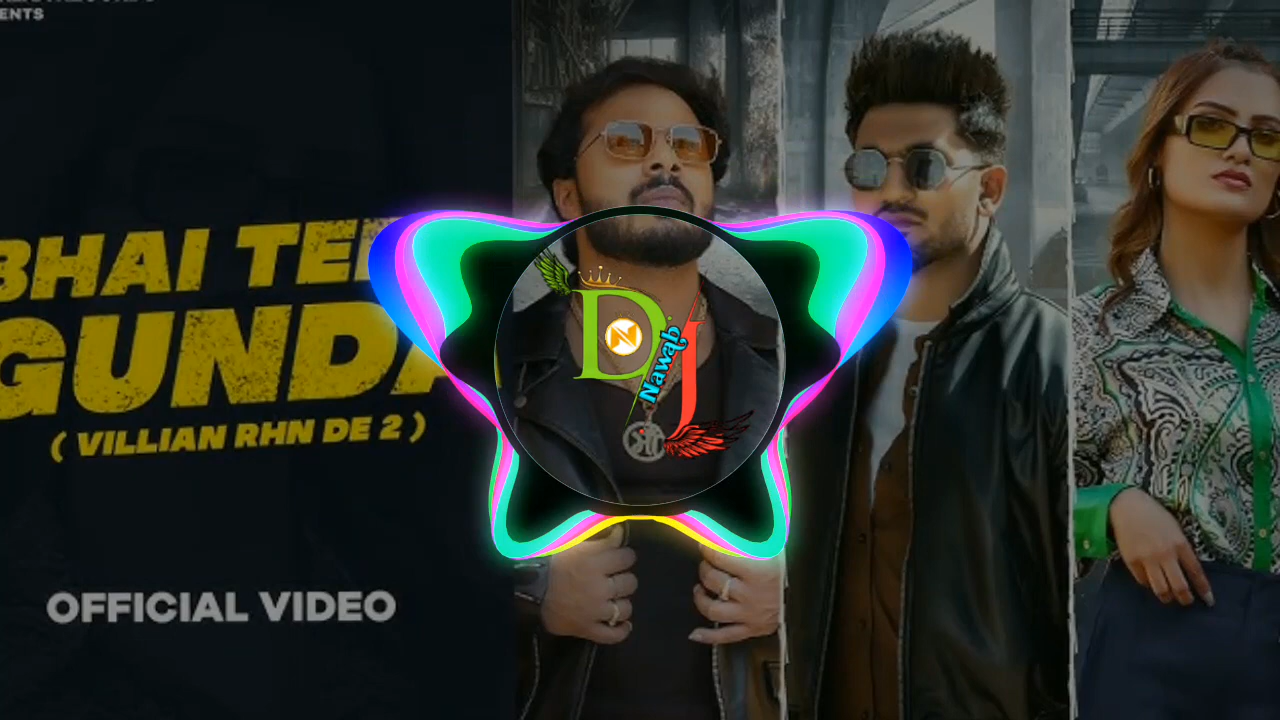 ENTS
BHAI TE
GUNDA
( VILLIAN RHN DE 2 )
OFFICIAL VIDEO
DJ
N
Nawab